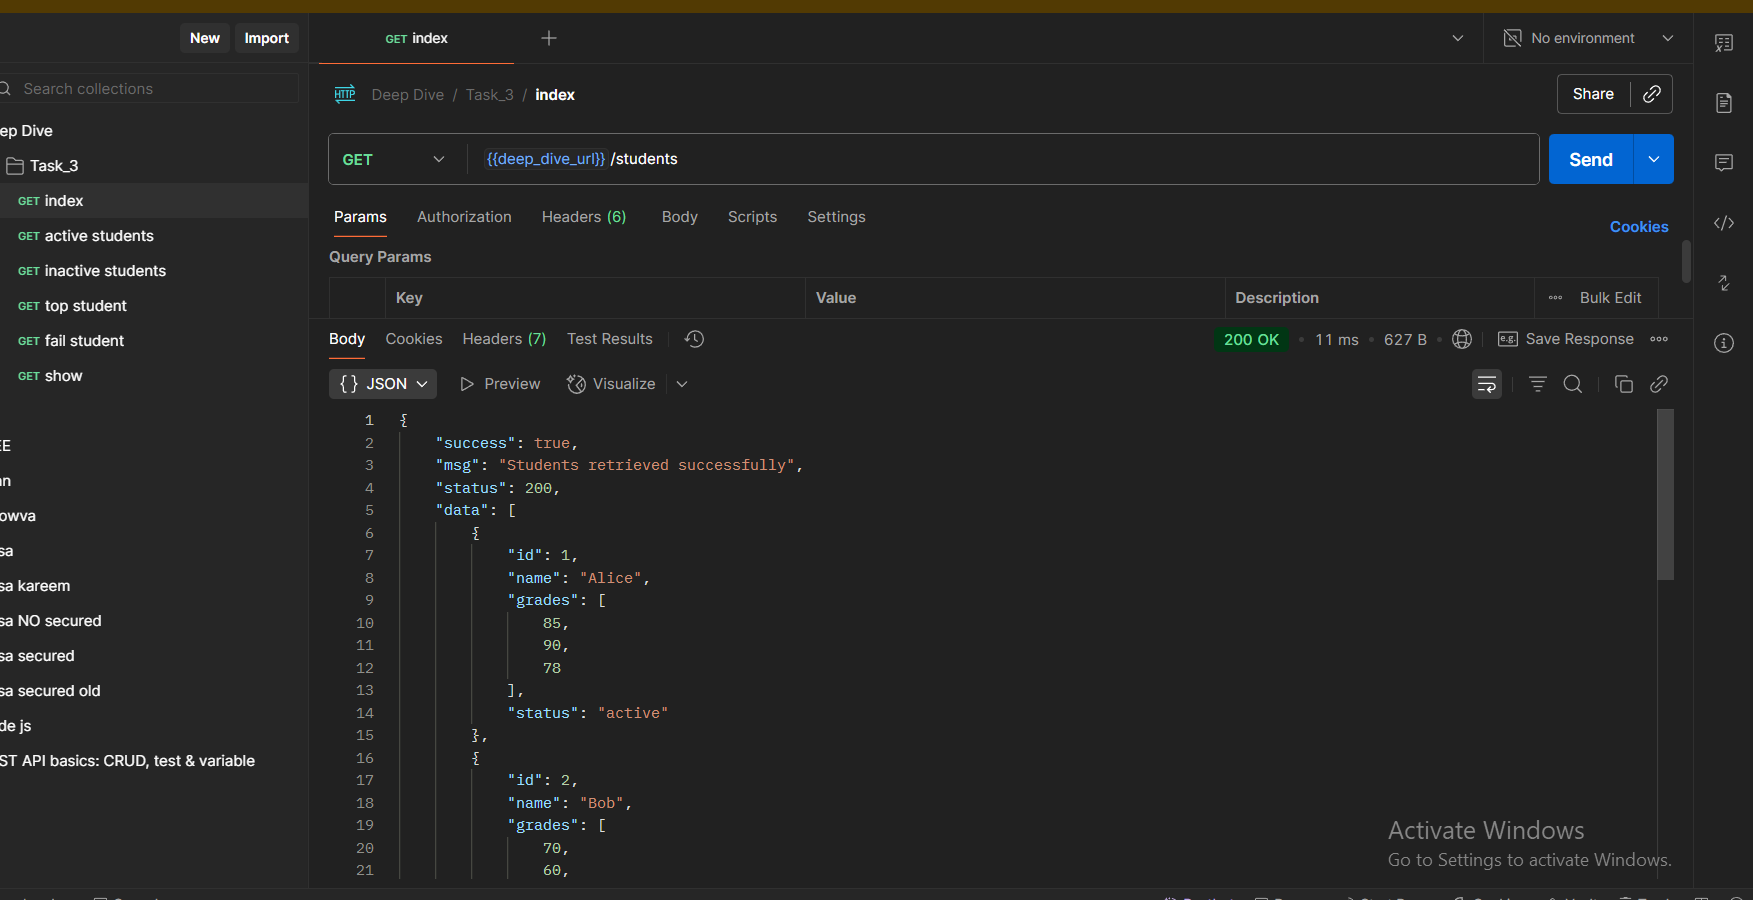 New Import
GET index
No environment
Search collections
HTTP Deep Dive / Task_3 / index
Share
ep Dive
Task_3
GET index
GET active students
GET inactive students
GET top student
GET fail student
GET show
EE
an
owva
sa
sa kareem
sa NO secured
sa secured
sa secured old
de js
ST API basics: CRUD, test & variable
GET {{deep_dive_url}} /students
Send
Params Authorization Headers (6) Body Scripts Settings
Cookies
Query Params
Key Value Description Bulk Edit
Body Cookies Headers (7) Test Results
200 OK 11 ms 627 B e.g. Save Response
{} JSON Preview Visualize
1 {
2 "success": true,
3 "msg": "Students retrieved successfully",
4 "status": 200,
5 "data": [
6 {
7 "id": 1,
8 "name": "Alice",
9 "grades": [
10 85,
11 90,
12 78
13 ],
14 "status": "active"
15 },
16 {
17 "id": 2,
18 "name": "Bob",
19 "grades": [
20 70,
21 60,
Activate Windows
Go to Settings to activate Windows.